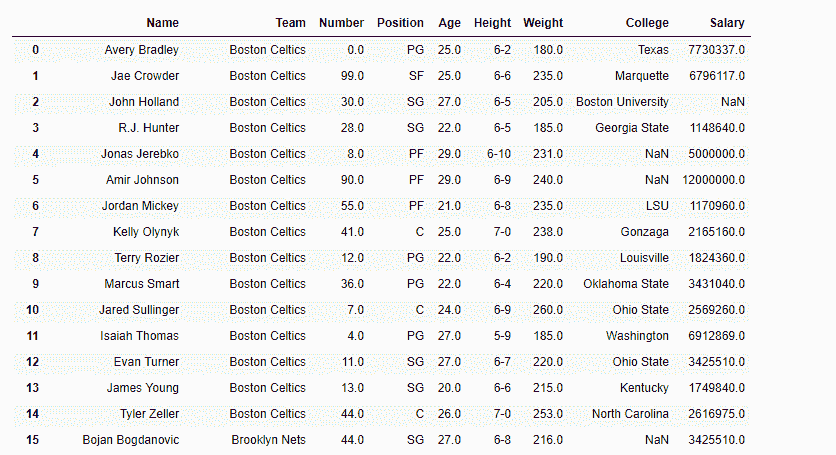 Name Team Number Position Age Height Weight College Salary
0 Avery Bradley Boston Celtics 0.0 PG 25.0 6-2 180.0 Texas 7730337.0
1 Jae Crowder Boston Celtics 99.0 SF 25.0 6-6 235.0 Marquette 6796117.0
2 John Holland Boston Celtics 30.0 SG 27.0 6-5 205.0 Boston University NaN
3 R.J. Hunter Boston Celtics 28.0 SG 22.0 6-5 185.0 Georgia State 1148640.0
4 Jonas Jerebko Boston Celtics 8.0 PF 29.0 6-10 231.0 NaN 5000000.0
5 Amir Johnson Boston Celtics 90.0 PF 29.0 6-9 240.0 NaN 12000000.0
6 Jordan Mickey Boston Celtics 55.0 PF 21.0 6-8 235.0 LSU 1170960.0
7 Kelly Olynyk Boston Celtics 41.0 C 25.0 7-0 238.0 Gonzaga 2165160.0
8 Terry Rozier Boston Celtics 12.0 PG 22.0 6-2 190.0 Louisville 1824360.0
9 Marcus Smart Boston Celtics 36.0 PG 22.0 6-4 220.0 Oklahoma State 3431040.0
10 Jared Sullinger Boston Celtics 7.0 C 24.0 6-9 260.0 Ohio State 2569260.0
11 Isaiah Thomas Boston Celtics 4.0 PG 27.0 5-9 185.0 Washington 6912869.0
12 Evan Turner Boston Celtics 11.0 SG 27.0 6-7 220.0 Ohio State 3425510.0
13 James Young Boston Celtics 13.0 SG 20.0 6-6 215.0 Kentucky 1749840.0
14 Tyler Zeller Boston Celtics 44.0 C 26.0 7-0 253.0 North Carolina 2616975.0
15 Bojan Bogdanovic Brooklyn Nets 44.0 SG 27.0 6-8 216.0 NaN 3425510.0